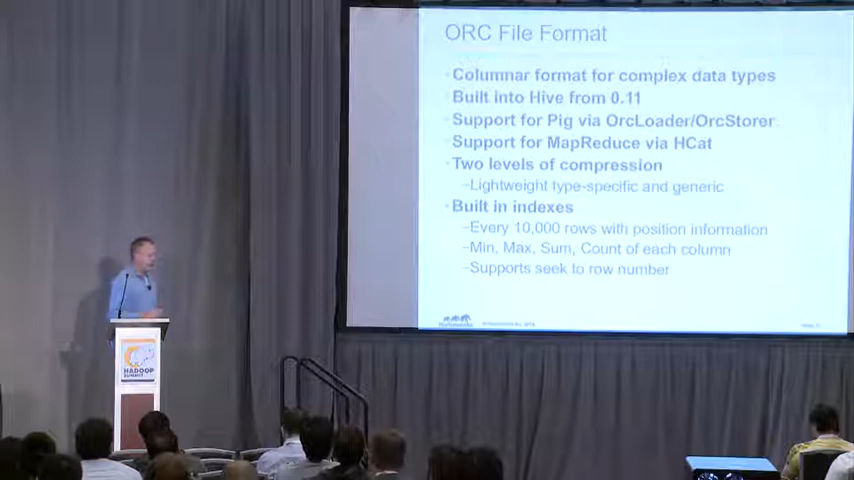 ORC File Format
Columnar format for complex data types
Built into Hive from 0.11
Support for Pig via OrcLoader/OrcStorer
Support for MapReduce via HCat
Two levels of compression
–Lightweight type-specific and generic
Built in indexes
–Every 10,000 rows with position information
–Min, Max, Sum, Count of each column
–Supports seek to row number
Hortonworks
HADOOP
SUMMIT